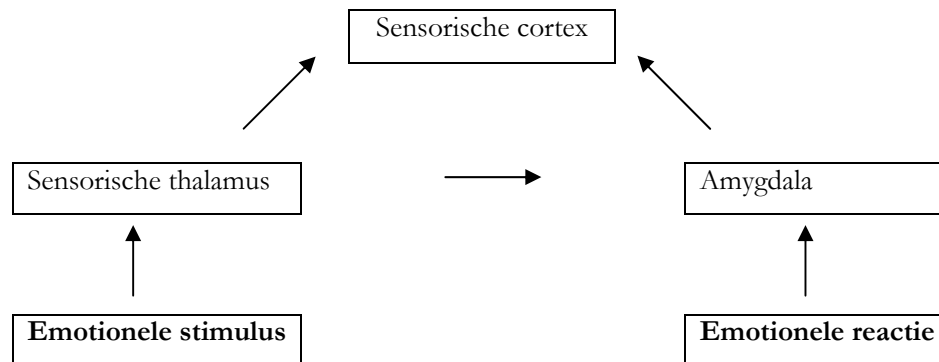 Sensorische cortex
Sensorische thalamus
Amygdala
Emotionele stimulus
Emotionele reactie